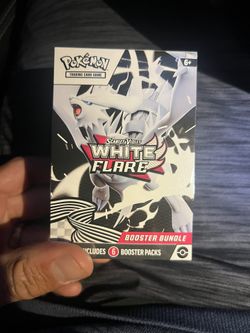 POKÉMON
TRADING CARD GAME
6+
SCARLET & VIOLET
WHITE
FLARE
BOOSTER BUNDLE
INCLUDES 6 BOOSTER PACKS